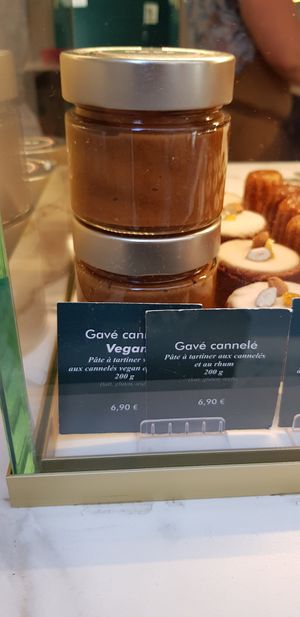 Gavé
Vegan
Pâte à tartiner
aux cannelés vegan
200 g
6,90 €
Gavé cannelé
Pâte à tartiner aux cannelés
et au rhum
200 g
6,90 €